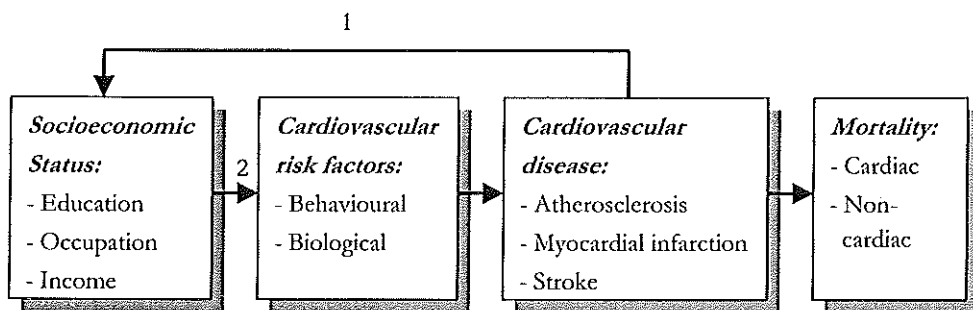 1
Socioeconomic
Status:
- Education
- Occupation
- Income
2
Cardiovascular
risk factors:
- Behavioural
- Biological
Cardiovascular
disease:
- Atherosclerosis
- Myocardial infarction
- Stroke
Mortality:
- Cardiac
- Non-
cardiac